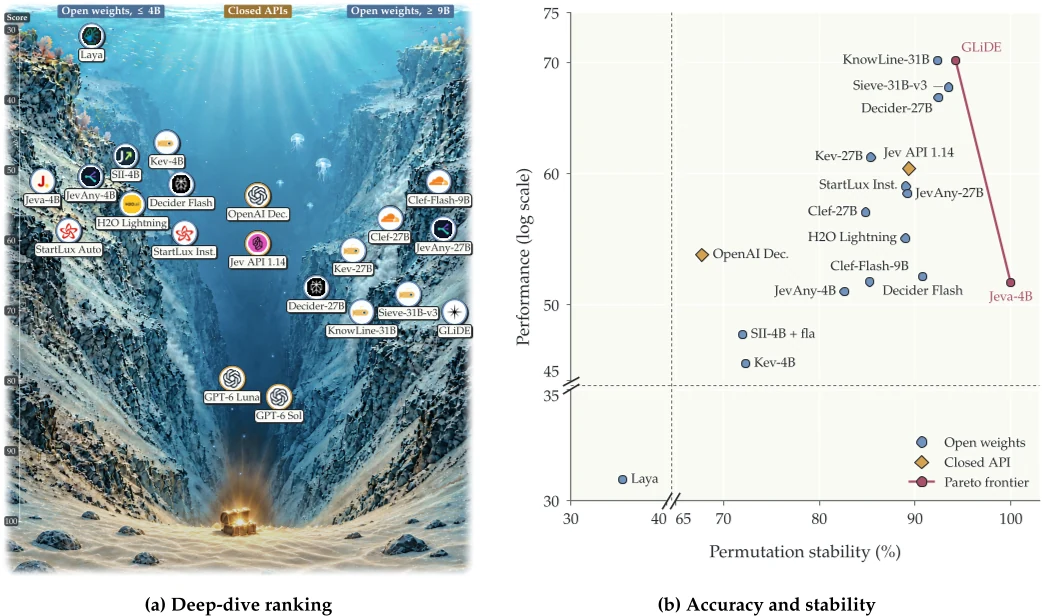 Score
Open weights, ≤ 4B
Closed APIs
Open weights, ≥ 9B
30
40
50
60
70
80
90
100
Laya
Kev-4B
SII-4B
JevAny-4B
Jeva-4B
Decider Flash
H2O Lightning
StartLux Auto
StartLux Inst.
OpenAI Dec.
Jev API 1.14
Clef-Flash-9B
Clef-27B
JevAny-27B
Kev-27B
Decider-27B
Sieve-31B-v3
KnowLine-31B
GLiDE
GPT-6 Luna
GPT-6 Sol
(a) Deep-dive ranking
Performance (log scale)
75
70
60
50
45
35
30
GLiDE
KnowLine-31B
Sieve-31B-v3
Decider-27B
Kev-27B
Jev API 1.14
StartLux Inst.
JevAny-27B
Clef-27B
H2O Lightning
OpenAI Dec.
Clef-Flash-9B
Decider Flash
JevAny-4B
Jeva-4B
SII-4B + fla
Kev-4B
Laya
Open weights
Closed API
Pareto frontier
30
40
65
70
80
90
100
Permutation stability (%)
(b) Accuracy and stability